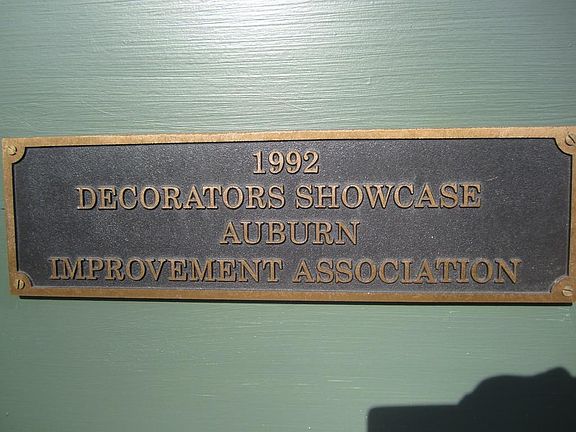 1992
DECORATORS SHOWCASE
AUBURN
IMPROVEMENT ASSOCIATION